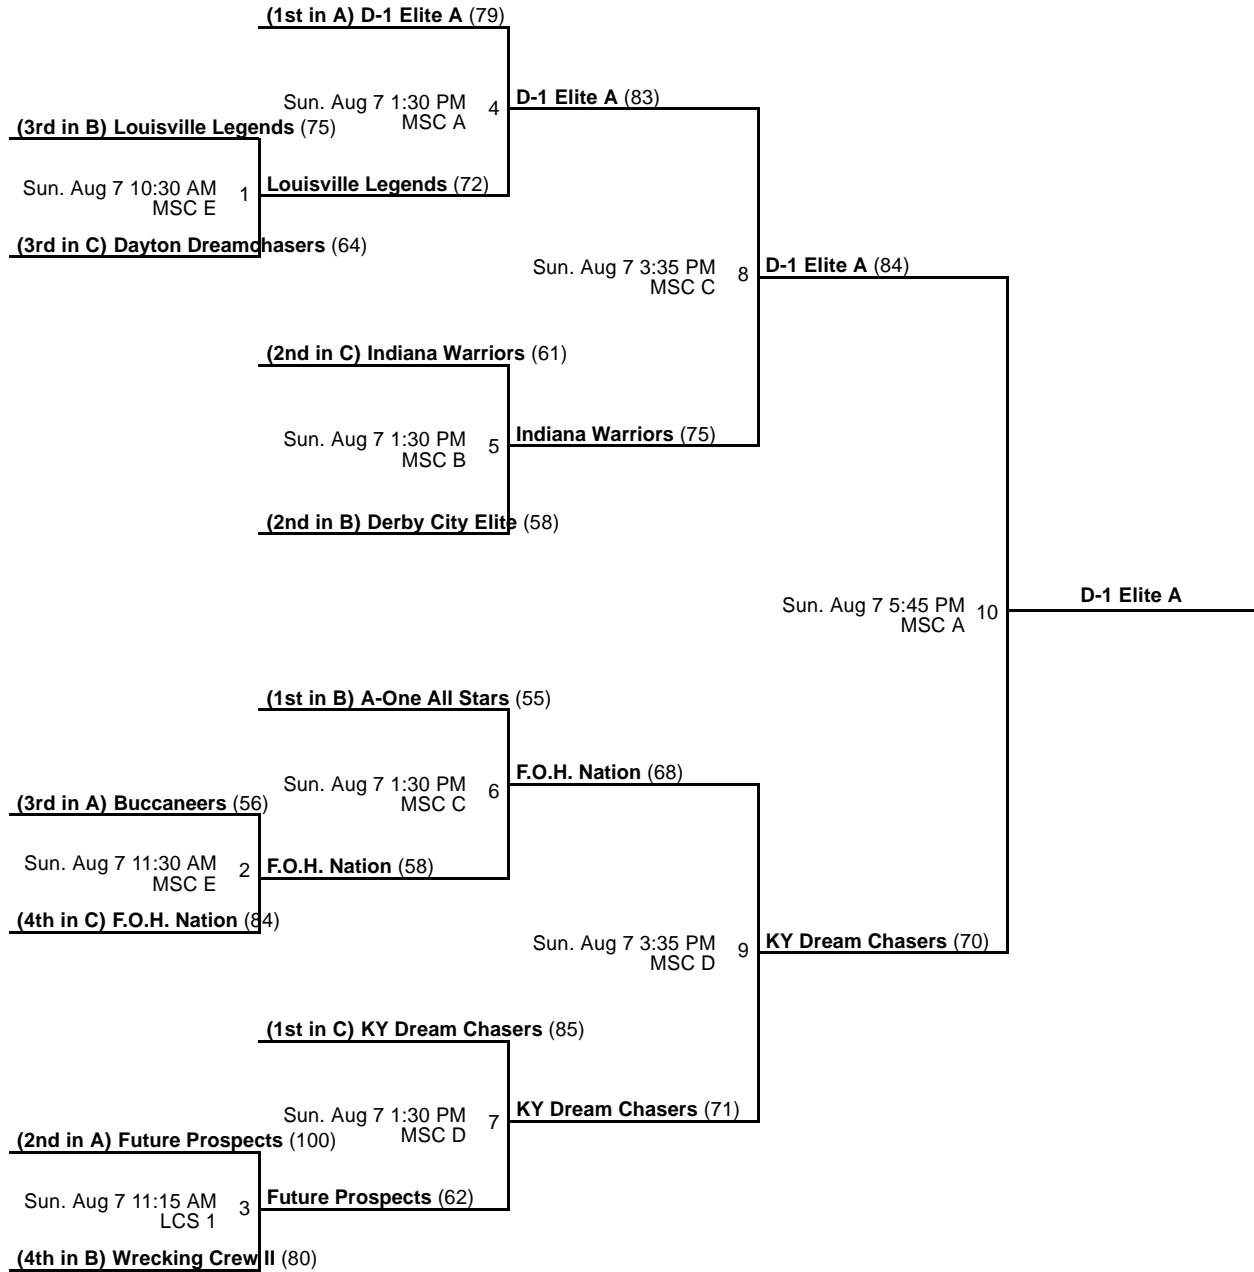 (1st in A) D-1 Elite A (79)
Sun. Aug 7 1:30 PM 4
MSC A
D-1 Elite A (83)
(3rd in B) Louisville Legends (75)
Sun. Aug 7 10:30 AM 1
MSC E
Louisville Legends (72)
(3rd in C) Dayton Dreamchasers (64)
Sun. Aug 7 3:35 PM 8
MSC C
D-1 Elite A (84)
(2nd in C) Indiana Warriors (61)
Sun. Aug 7 1:30 PM 5
MSC B
Indiana Warriors (75)
(2nd in B) Derby City Elite (58)
Sun. Aug 7 5:45 PM 10
MSC A
D-1 Elite A
(1st in B) A-One All Stars (55)
Sun. Aug 7 1:30 PM 6
MSC C
F.O.H. Nation (68)
(3rd in A) Buccaneers (56)
Sun. Aug 7 11:30 AM 2
MSC E
F.O.H. Nation (58)
(4th in C) F.O.H. Nation (84)
Sun. Aug 7 3:35 PM 9
MSC D
KY Dream Chasers (70)
(1st in C) KY Dream Chasers (85)
Sun. Aug 7 1:30 PM 7
MSC D
KY Dream Chasers (71)
(2nd in A) Future Prospects (100)
Sun. Aug 7 11:15 AM 3
LCS 1
Future Prospects (62)
(4th in B) Wrecking Crew II (80)